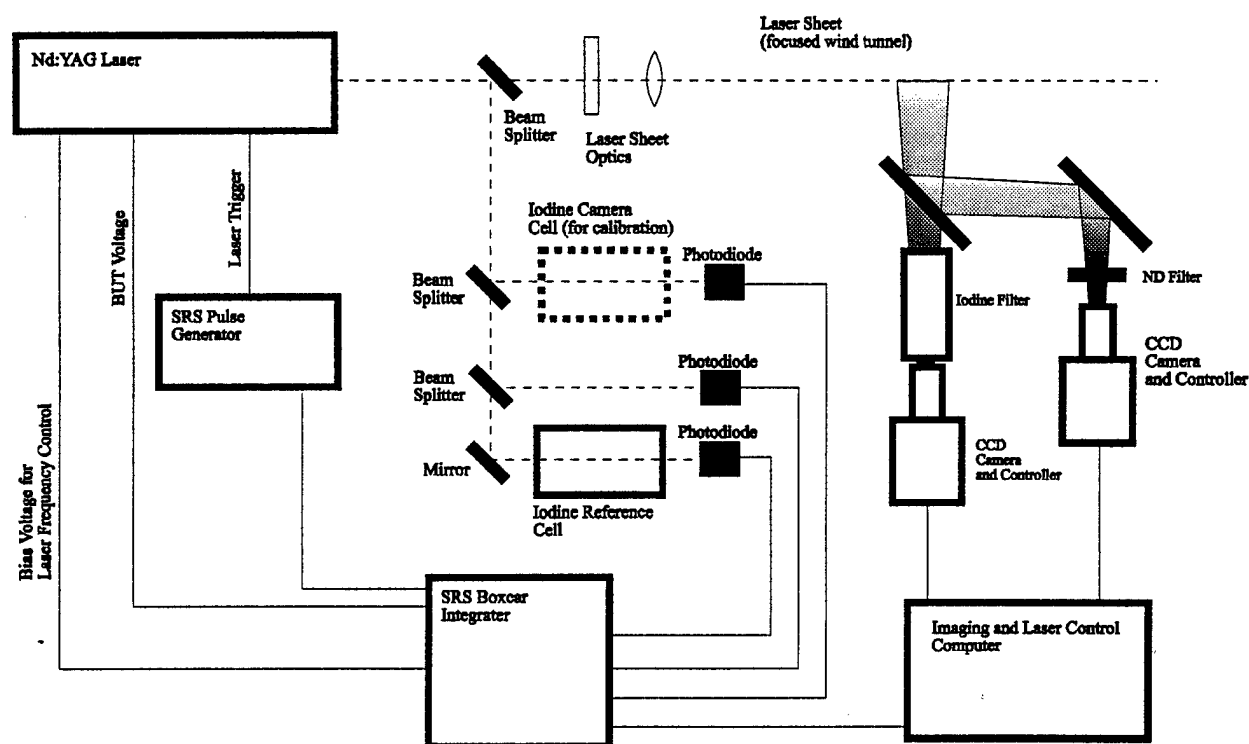 Laser Sheet
(focused wind tunnel)
Nd:YAG Laser
Beam
Splitter
Laser Sheet
Optics
BUT Voltage
Laser Trigger
Iodine Camera
Cell (for calibration)
Photodiode
Beam
Splitter
ND Filter
Iodine Filter
SRS Pulse
Generator
CCD
Camera
and Controller
Photodiode
Beam
Splitter
Photodiode
Mirror
CCD
Camera
and Controller
Iodine Reference
Cell
Bias Voltage for
Laser Frequency Control
SRS Boxcar
Integrater
Imaging and Laser Control
Computer